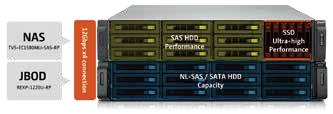 NAS
TVS-EC1580MU-SAS-RP
JBOD
REXP-1220U-RP
12Gbps x4 connection
SAS HDD
Performance
SSD
Ultra-high
Performance
NL-SAS / SATA HDD
Capacity